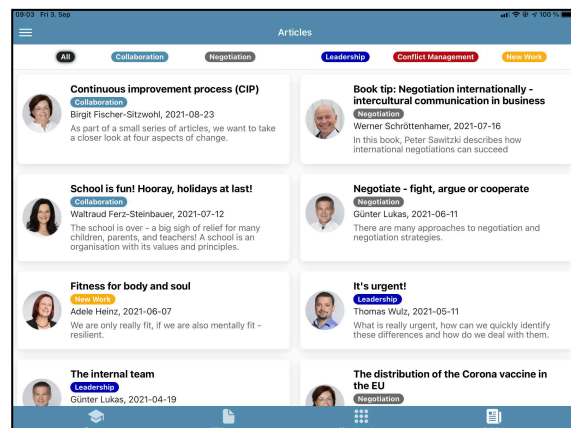 09:03 Fri 3. Sep
100 %
Articles
All
Collaboration
Negotiation
Leadership
Conflict Management
New Work
Continuous improvement process (CIP)
Collaboration
Birgit Fischer-Sitzwohl, 2021-08-23
As part of a small series of articles, we want to take
a closer look at four aspects of change.
Book tip: Negotiation internationally -
intercultural communication in business
Negotiation
Werner Schröttenhamer, 2021-07-16
In this book, Peter Sawitzki describes how
international negotiations can succeed
School is fun! Hooray, holidays at last!
Collaboration
Waltraud Ferz-Steinbauer, 2021-07-12
The school is over - a big sigh of relief for many
children, parents, and teachers! A school is an
organisation with its values and principles.
Negotiate - fight, argue or cooperate
Negotiation
Günter Lukas, 2021-06-11
There are many approaches to negotiation and
negotiation strategies.
Fitness for body and soul
New Work
Adele Heinz, 2021-06-07
We are only really fit, if we are also mentally fit -
resilient.
It's urgent!
Leadership
Thomas Wulz, 2021-05-11
What is really urgent, how can we quickly identify
these differences and how do we deal with them.
The internal team
Leadership
Günter Lukas, 2021-04-19
The distribution of the Corona vaccine in
the EU
Negotiation